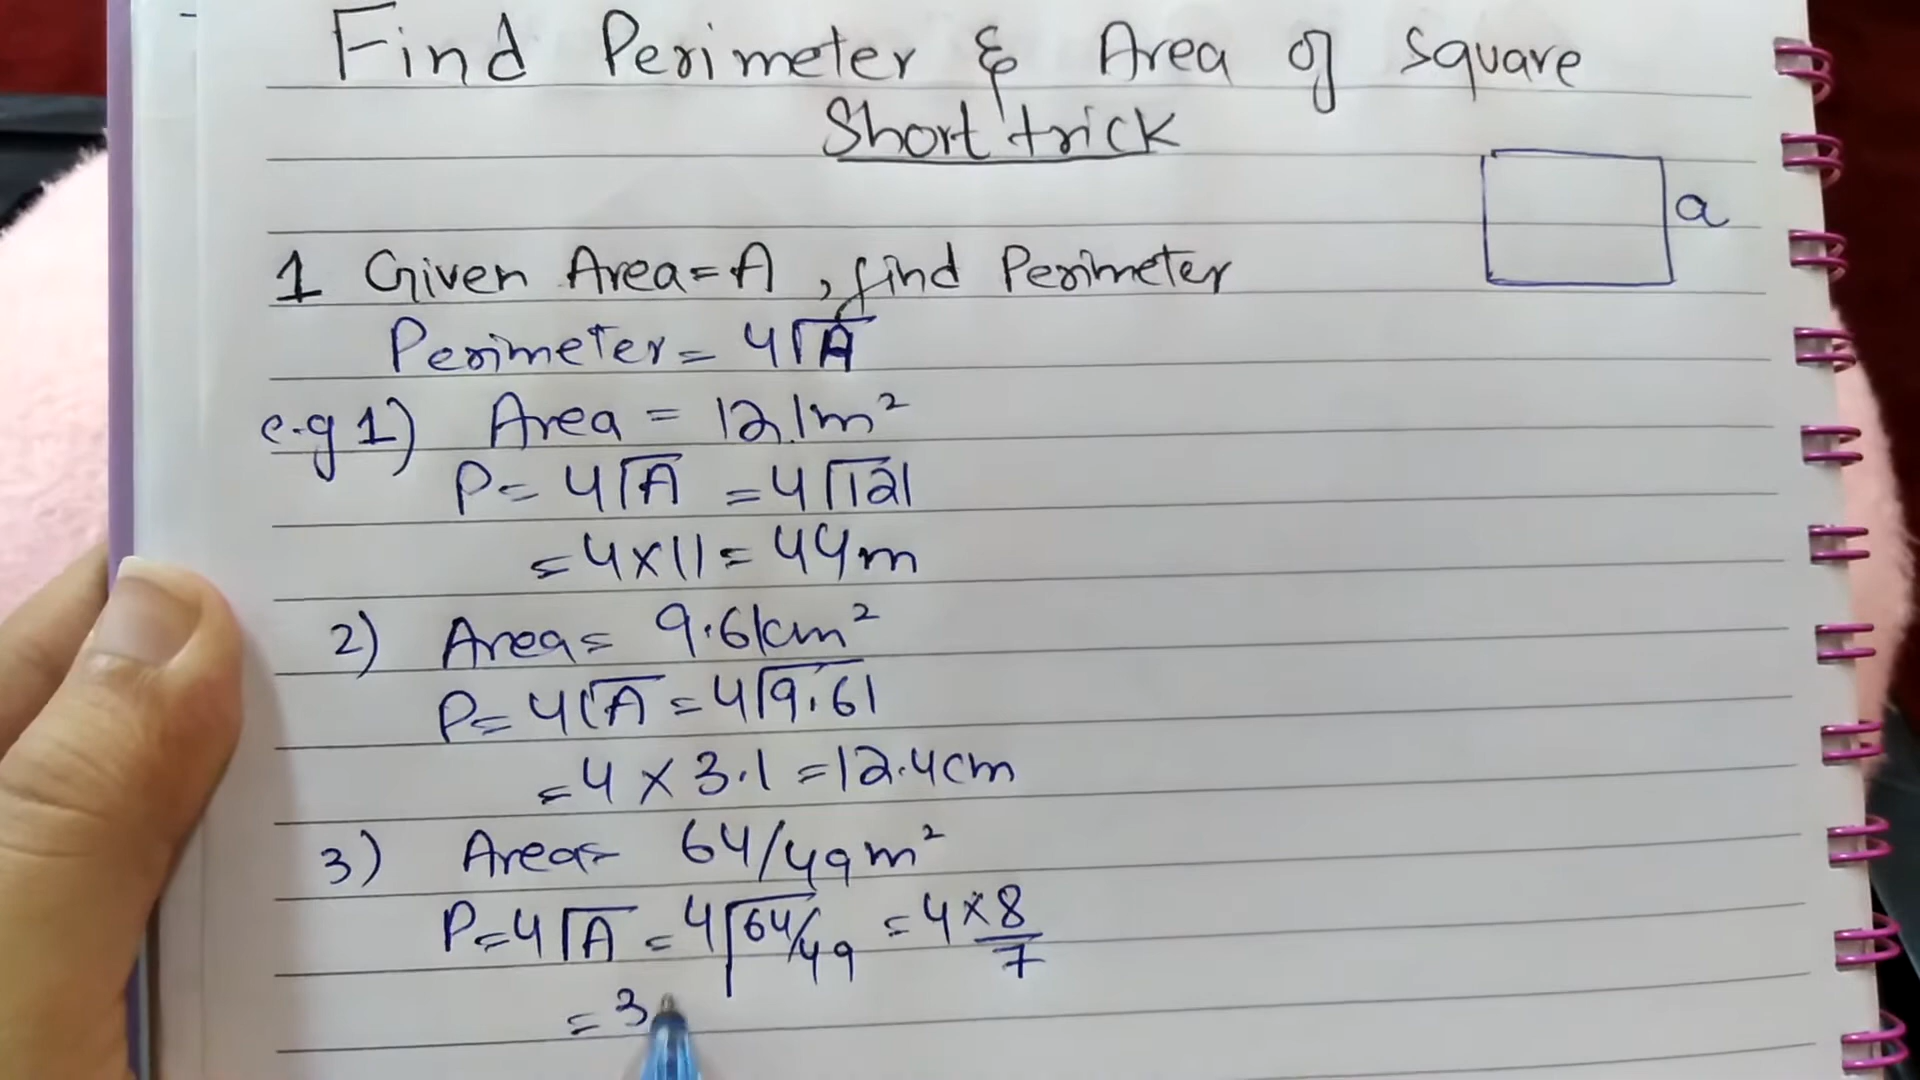 Find Perimeter & Area of square
Short trick
a
1 Given Area = A , find Perimeter
Perimeter = 4√A
e.g 1) Area = 121m²
P = 4√A = 4√121
= 4×11 = 44m
2) Area = 9.61cm²
P = 4√A = 4√9.61
= 4 × 3.1 = 12.4cm
3) Area = 64/49m²
P = 4√A = 4√64/49 = 4×8/7
= 3